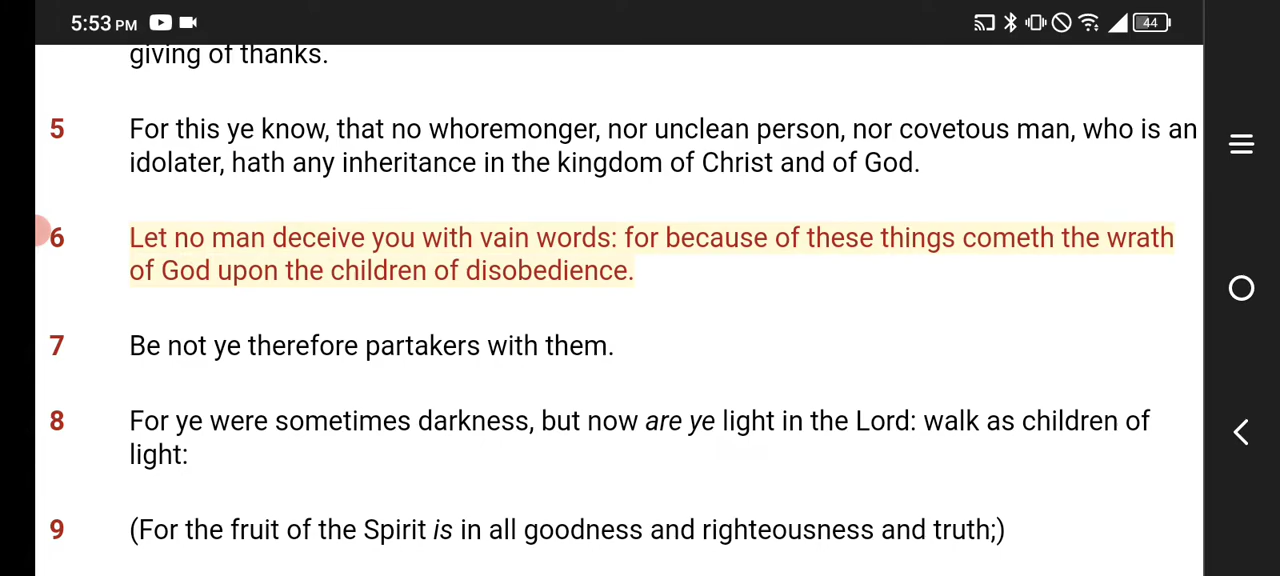 5:53 PM
44
giving of thanks.
5 For this ye know, that no whoremonger, nor unclean person, nor covetous man, who is an
idolater, hath any inheritance in the kingdom of Christ and of God.
6 Let no man deceive you with vain words: for because of these things cometh the wrath
of God upon the children of disobedience.
7 Be not ye therefore partakers with them.
8 For ye were sometimes darkness, but now are ye light in the Lord: walk as children of
light:
9 (For the fruit of the Spirit is in all goodness and righteousness and truth;)